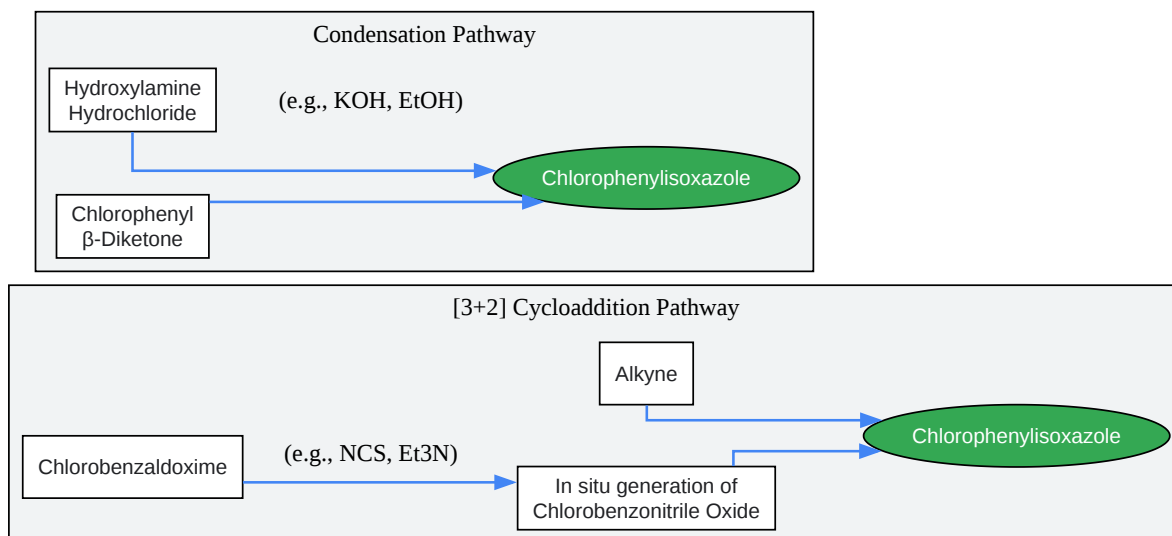 Condensation Pathway
Hydroxylamine
Hydrochloride
(e.g., KOH, EtOH)
Chlorophenylisoxazole
Chlorophenyl
β-Diketone
[3+2] Cycloaddition Pathway
Alkyne
Chlorophenylisoxazole
Chlorobenzaldoxime
(e.g., NCS, Et3N)
In situ generation of
Chlorobenzonitrile Oxide